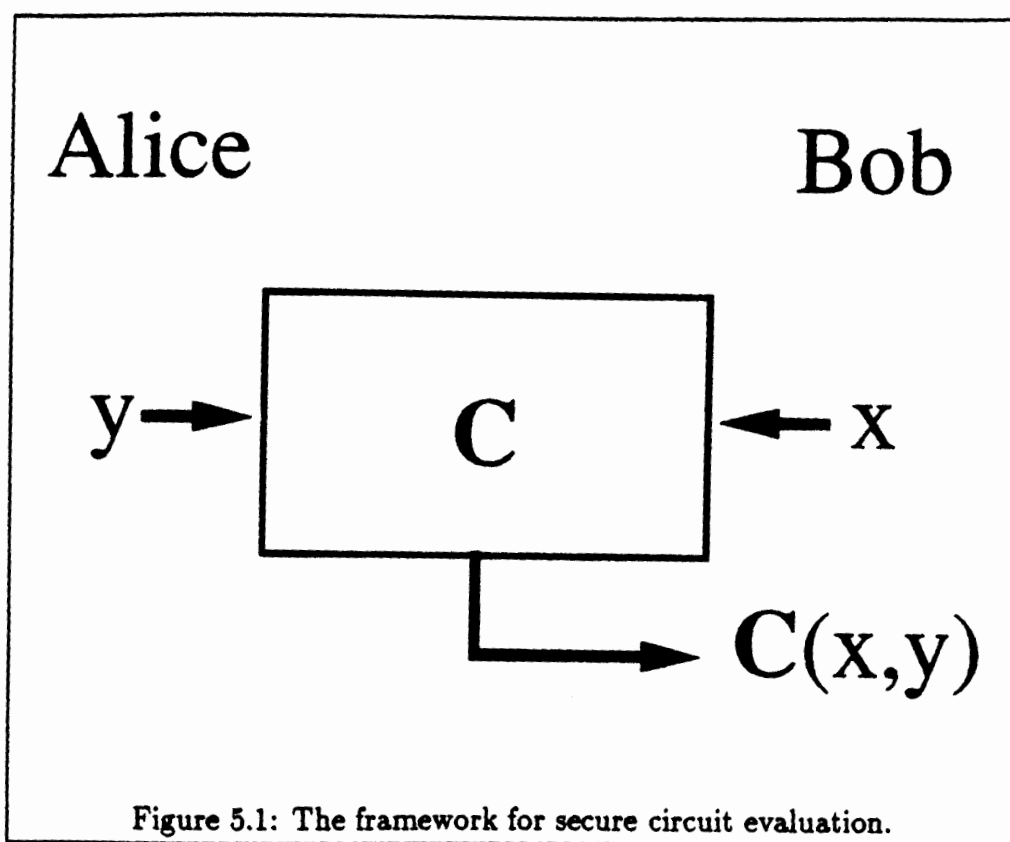 Alice Bob
y C x
C(x,y)
Figure 5.1: The framework for secure circuit evaluation.